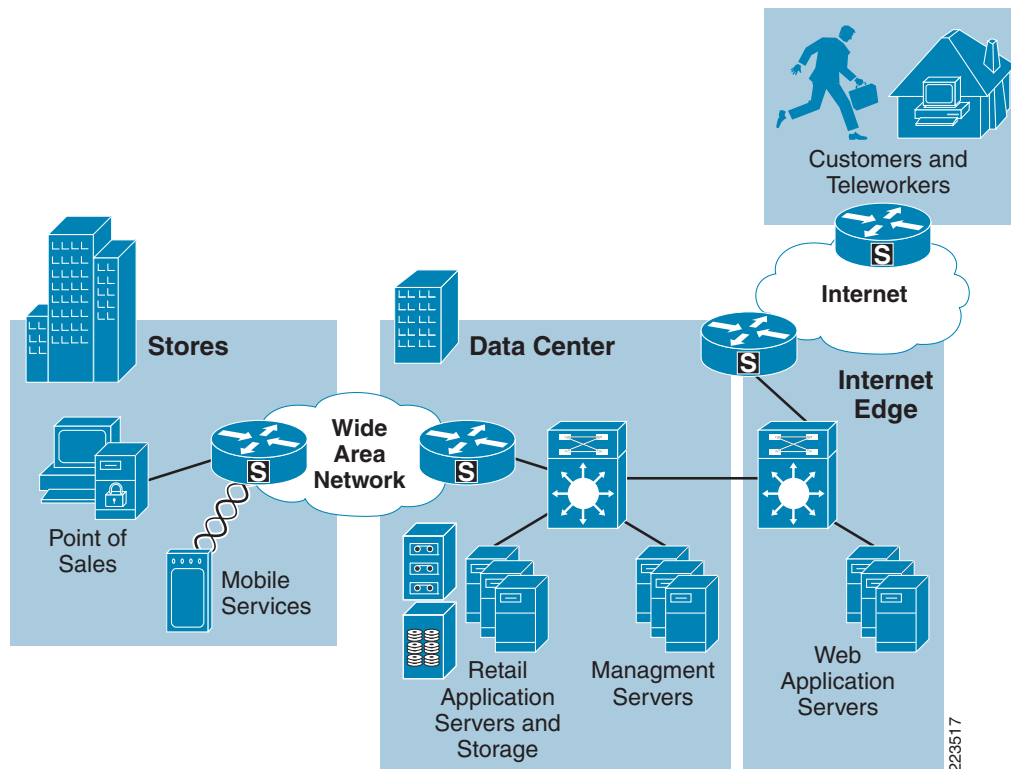 Customers and
Teleworkers
S
Internet
S
Internet
Edge
Stores
Data Center
Wide
Area
Network
S
S
Point of
Sales
Mobile
Services
Retail
Application
Servers and
Storage
Managment
Servers
Web
Application
Servers
223517